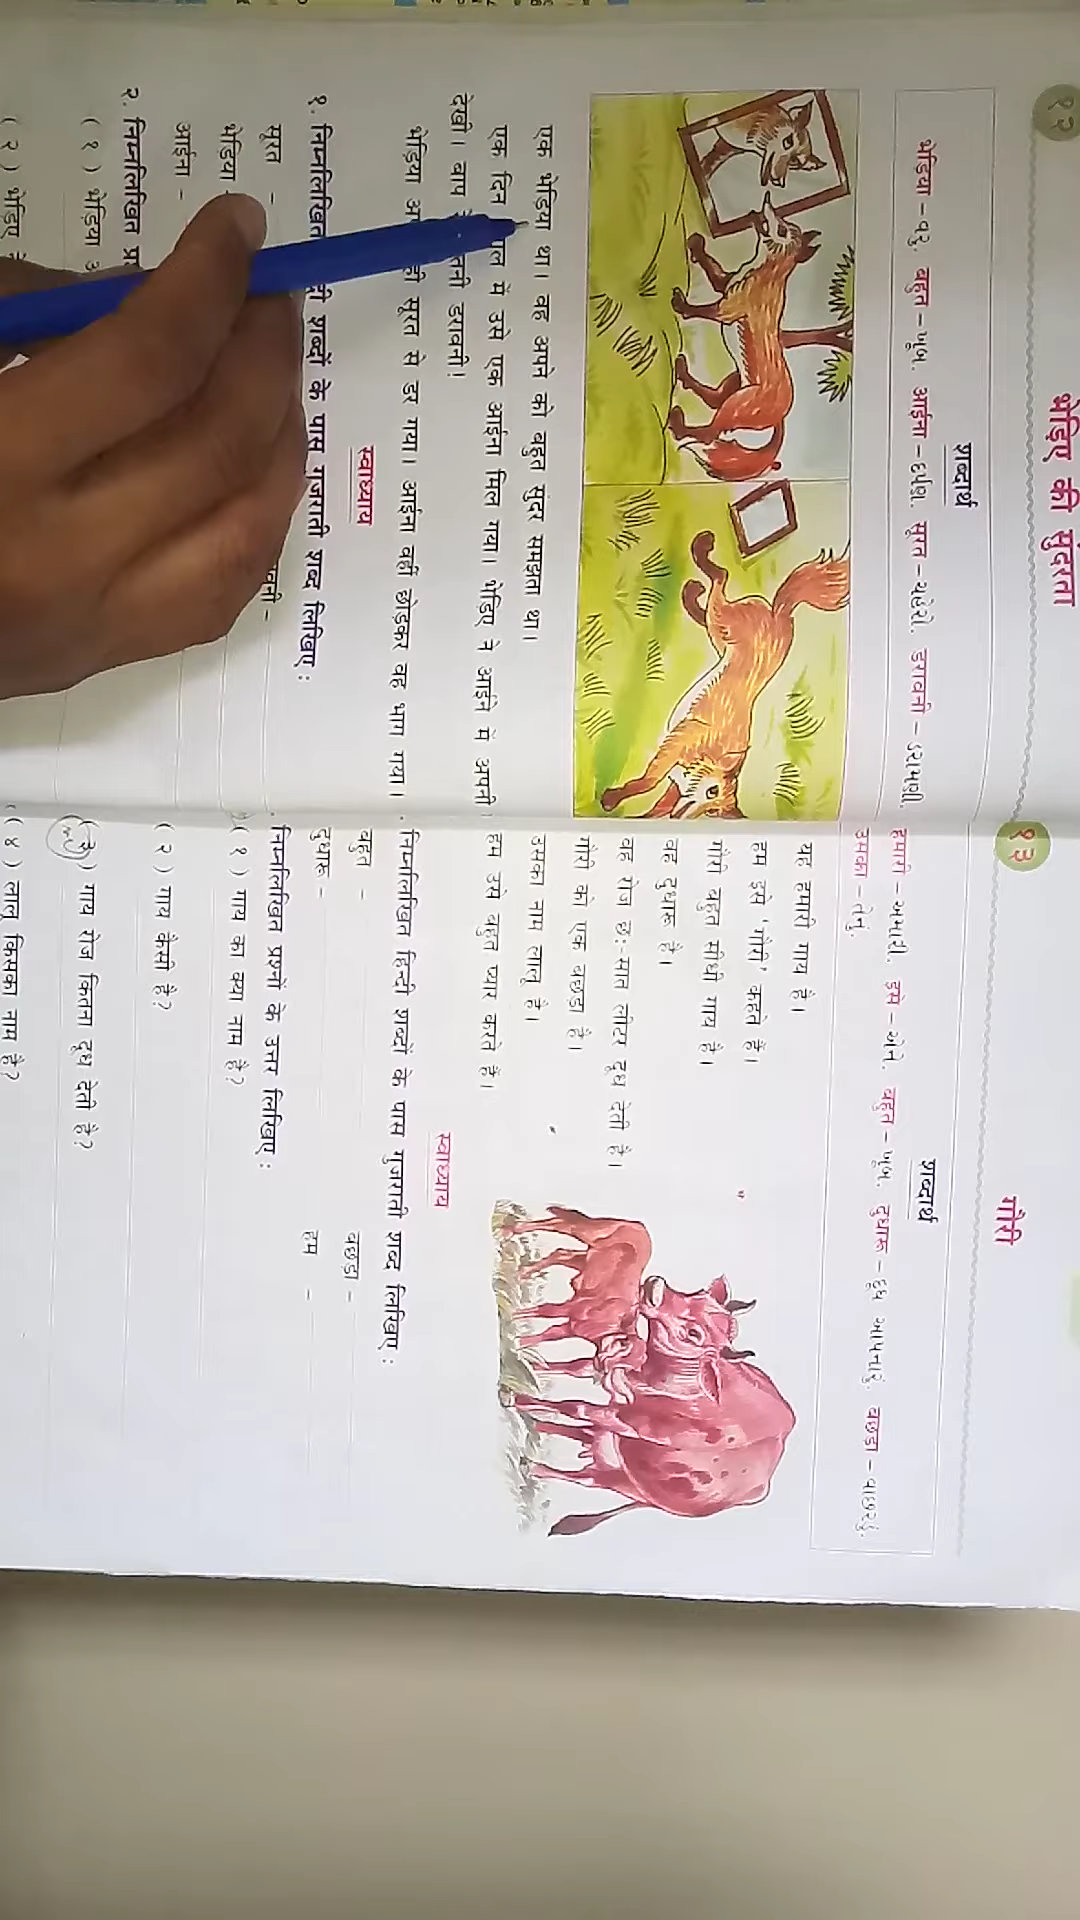 १२
भेड़िए की सुंदरता
शब्दार्थ
भेड़िया – વરુ. बहुत – ખૂબ. आईना – દર્પણ. सूरत – ચહેરો. डरावनी – ડરામણી.
एक भेड़िया था। वह अपने को बहुत सुंदर समझता था।
एक दिन में उसे एक आईना मिल गया। भेड़िए ने आईने में अपनी
देखी। बाप डरावनी!
भेड़िया सूरत से डर गया। आईना वहीं छोड़कर वह भाग गया।
स्वाध्याय
१. निम्नलिखित शब्दों के पास गुजराती शब्द लिखिए :
सूरत –
भेड़िया
आईना –
२. निम्नलिखित
( १ ) भेड़िया
( २ ) भेड़िए
१३
गौरी
शब्दार्थ
हमारी – અમારી. इसे – એને. बहुत – ખૂબ. दुधारू – દૂધ આપનારું. बछड़ा – વાછરડું.
उसका – તેનું.
यह हमारी गाय है।
हम इसे 'गौरी' कहते हैं।
गौरी बहुत सीधी गाय है।
वह दुधारू है।
वह रोज छः-सात लीटर दूध देती है।
गौरी को एक बछड़ा है।
उसका नाम लालु है।
हम उसे बहुत प्यार करते हैं।
स्वाध्याय
निम्नलिखित हिन्दी शब्दों के पास गुजराती शब्द लिखिए :
बहुत – बछड़ा –
दुधारू – हम –
निम्नलिखित प्रश्नों के उत्तर लिखिए :
( १ ) गाय का क्या नाम है?
( २ ) गाय कैसी है?
( ३ ) गाय रोज कितना दूध देती है?
( ४ ) लालु किसका नाम है?